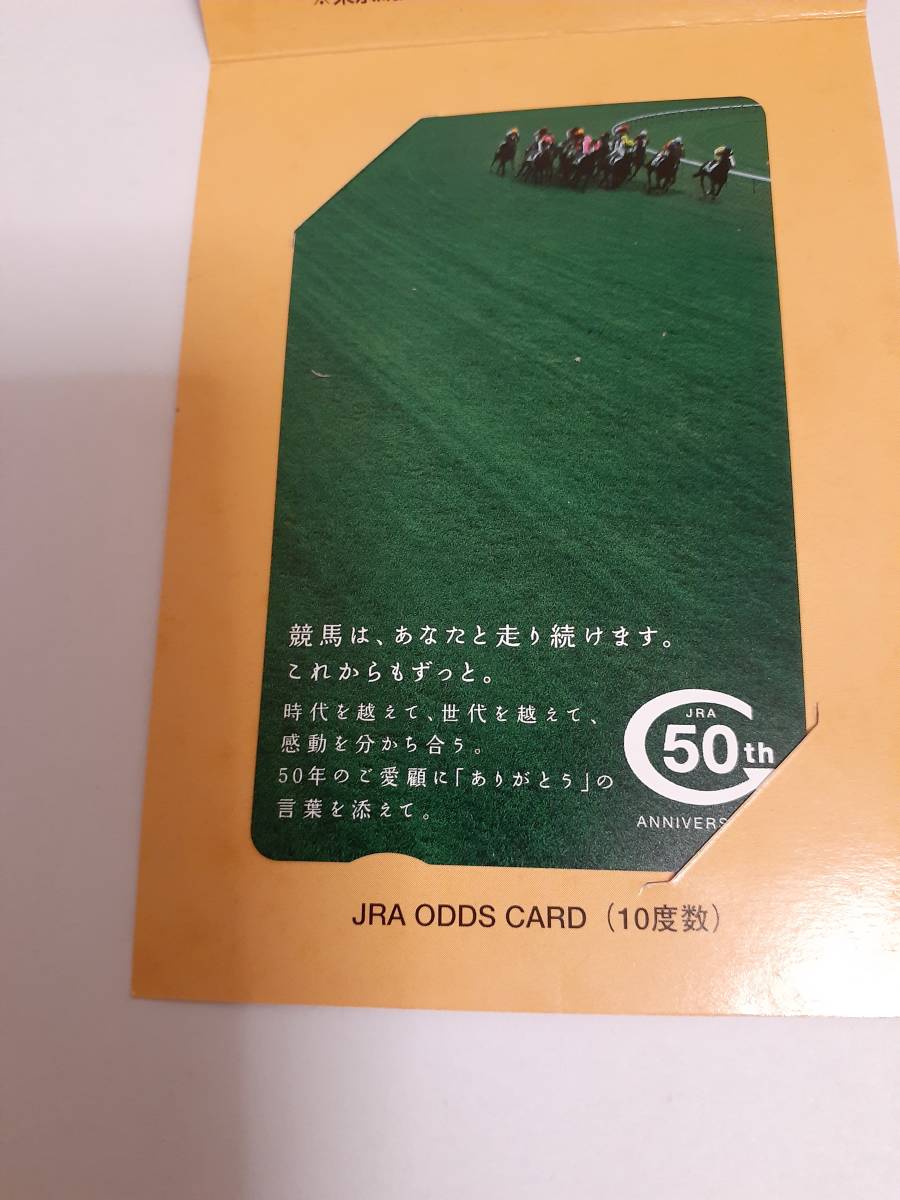 競馬は、あなたと走り続けます。
これからもずっと。
時代を越えて、世代を越えて、
感動を分かち合う。
50年のご愛顧に「ありがとう」の
言葉を添えて。
JRA
50th
ANNIVERS
JRA ODDS CARD（10度数）